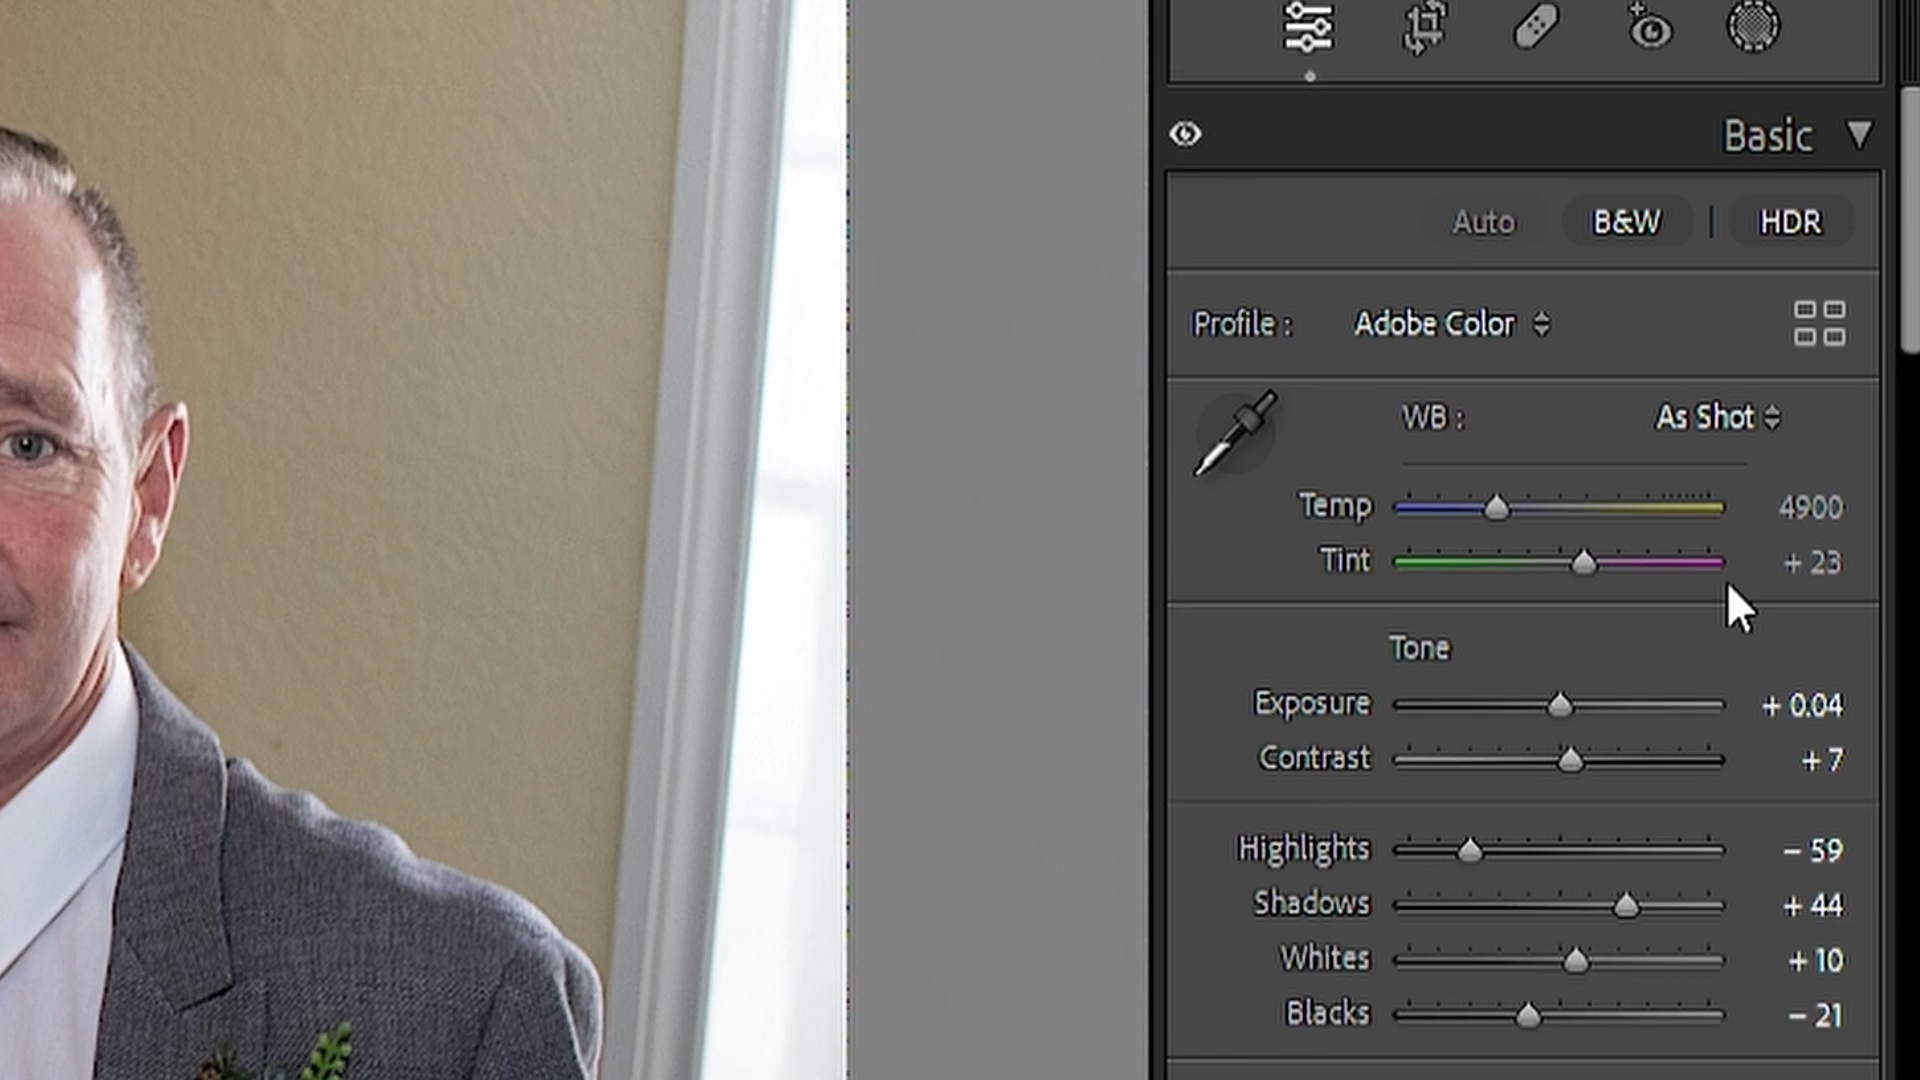 Basic
Auto B&W | HDR
Profile : Adobe Color
WB : As Shot
Temp 4900
Tint + 23
Tone
Exposure + 0.04
Contrast + 7
Highlights − 59
Shadows + 44
Whites + 10
Blacks − 21